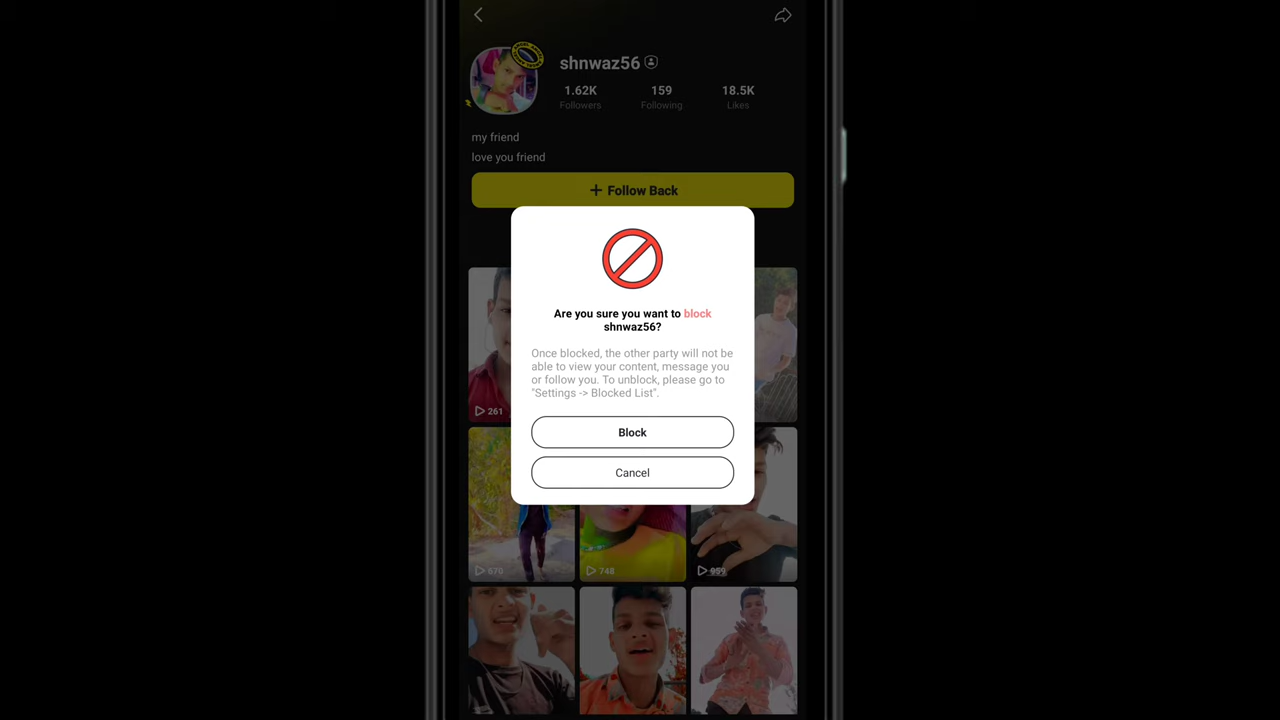 shnwaz56
1.62K 159 18.5K
Followers Following Likes
my friend
love you friend
+ Follow Back
Are you sure you want to block
shnwaz56?
Once blocked, the other party will not be
able to view your content, message you
or follow you. To unblock, please go to
"Settings -> Blocked List".
261
Block
Cancel
670 748 959